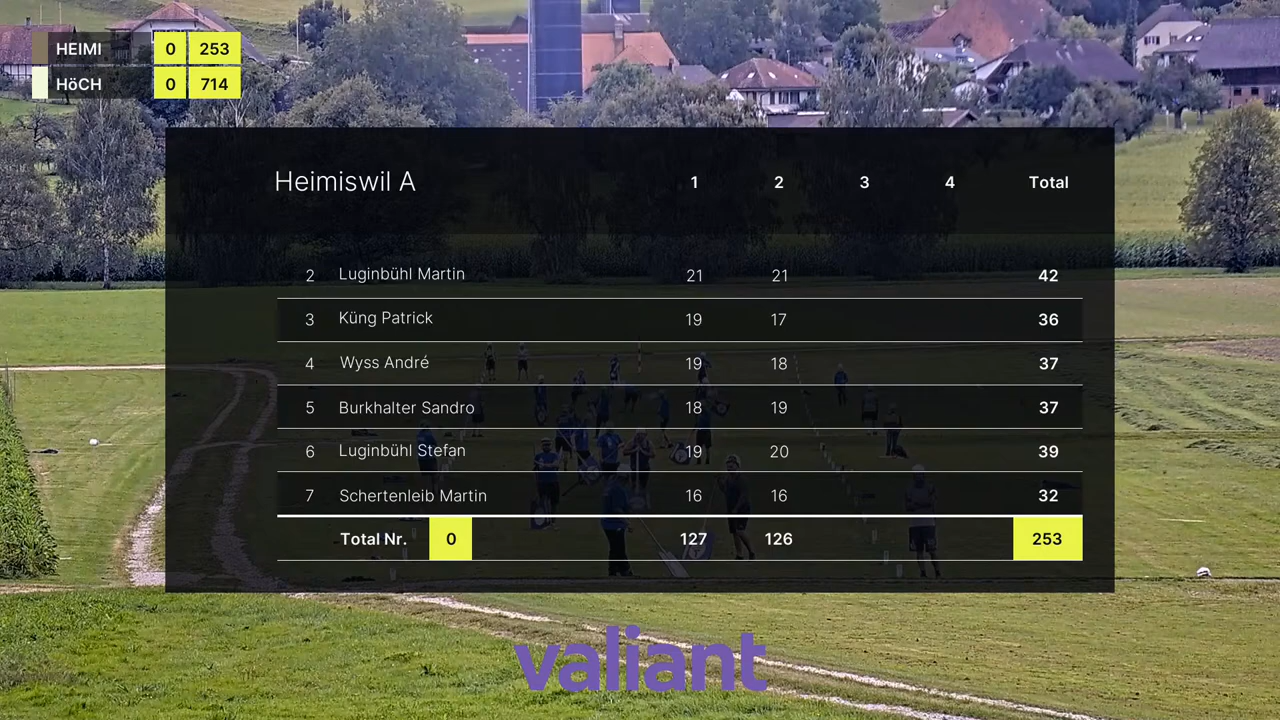 HEIMI 0 253
HöCH 0 714
Heimiswil A 1 2 3 4 Total
2 Luginbühl Martin 21 21 42
3 Küng Patrick 19 17 36
4 Wyss André 19 18 37
5 Burkhalter Sandro 18 19 37
6 Luginbühl Stefan 19 20 39
7 Schertenleib Martin 16 16 32
Total Nr. 0 127 126 253
valiant